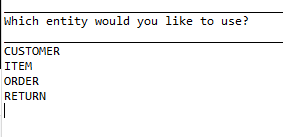 Which entity would you like to use?
CUSTOMER
ITEM
ORDER
RETURN